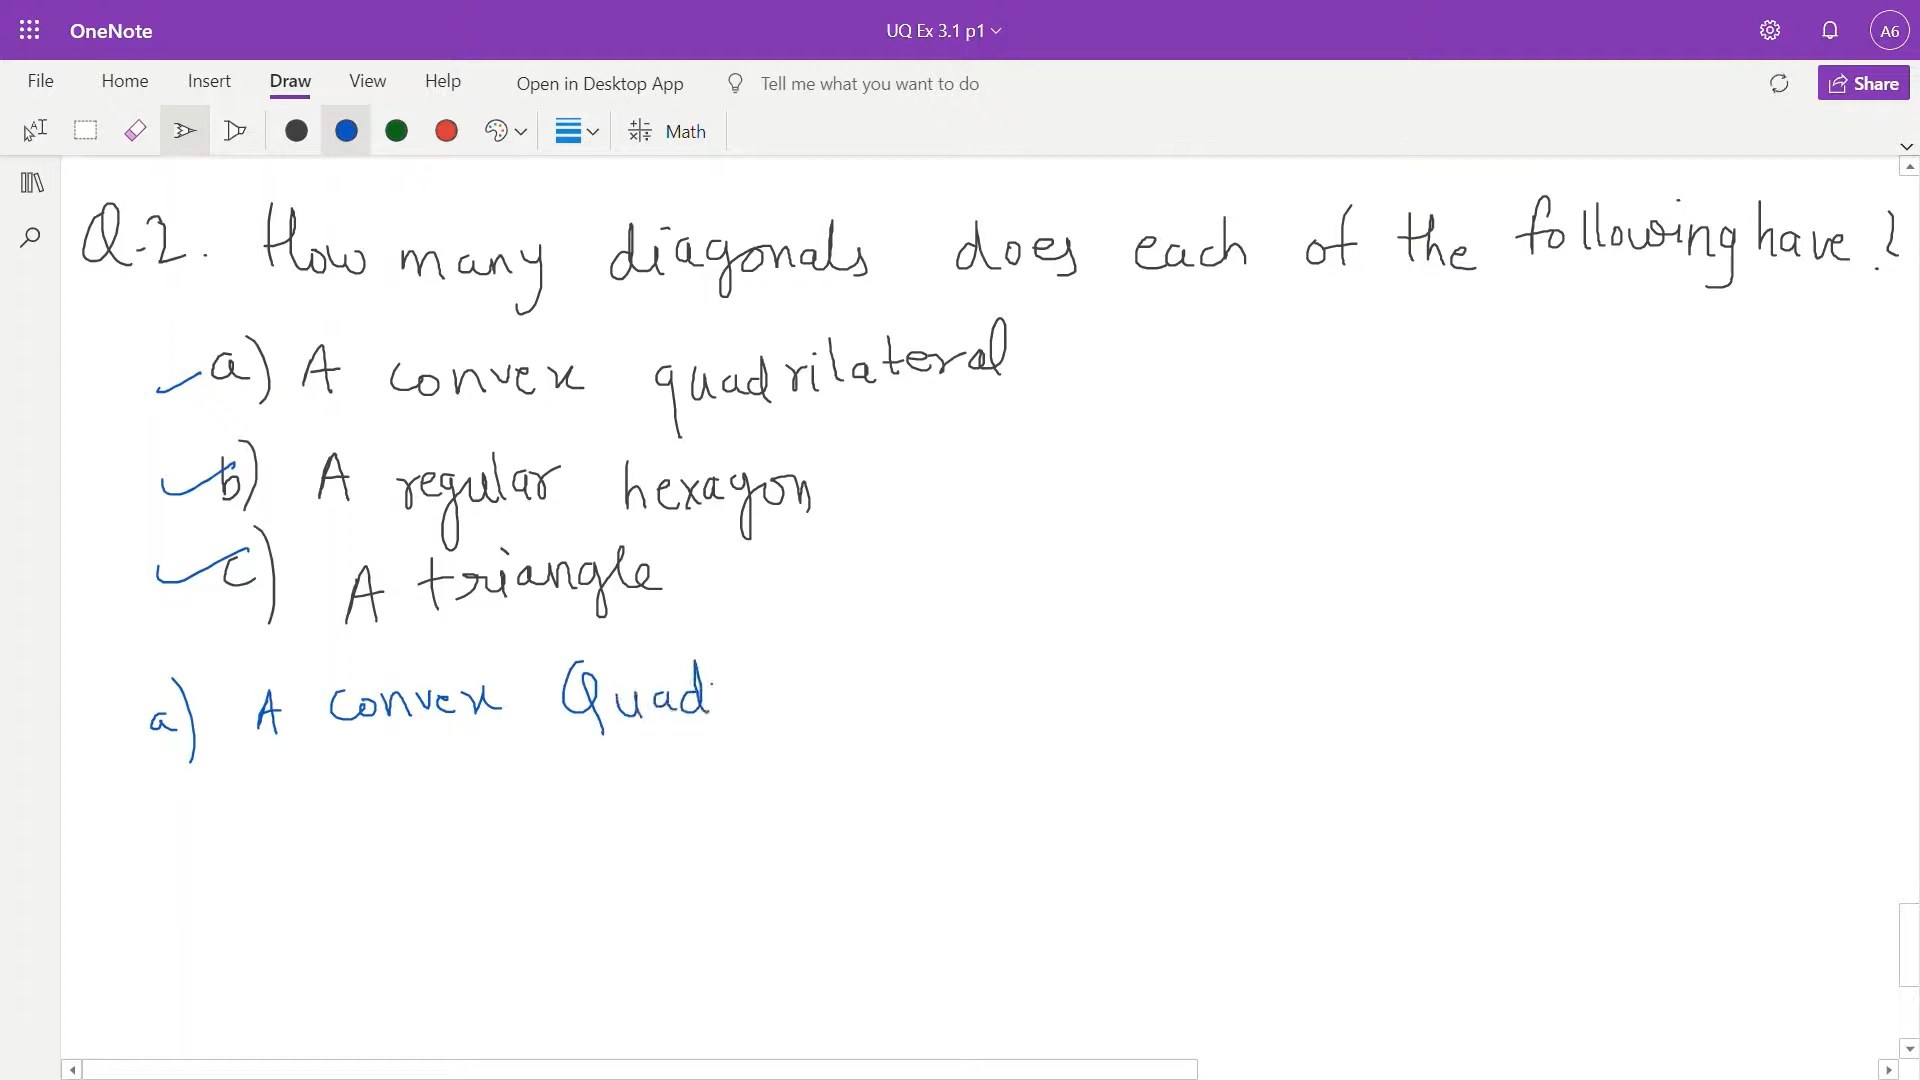 OneNote
UQ Ex 3.1 p1
A6
File Home Insert Draw View Help Open in Desktop App Tell me what you want to do
Share
Math
Q-2. How many diagonals does each of the following have?
a) A convex quadrilateral
b) A regular hexagon
c) A triangle
a) A convex Quad